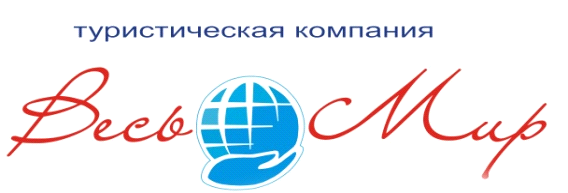 туристическая компания
Весь Мир